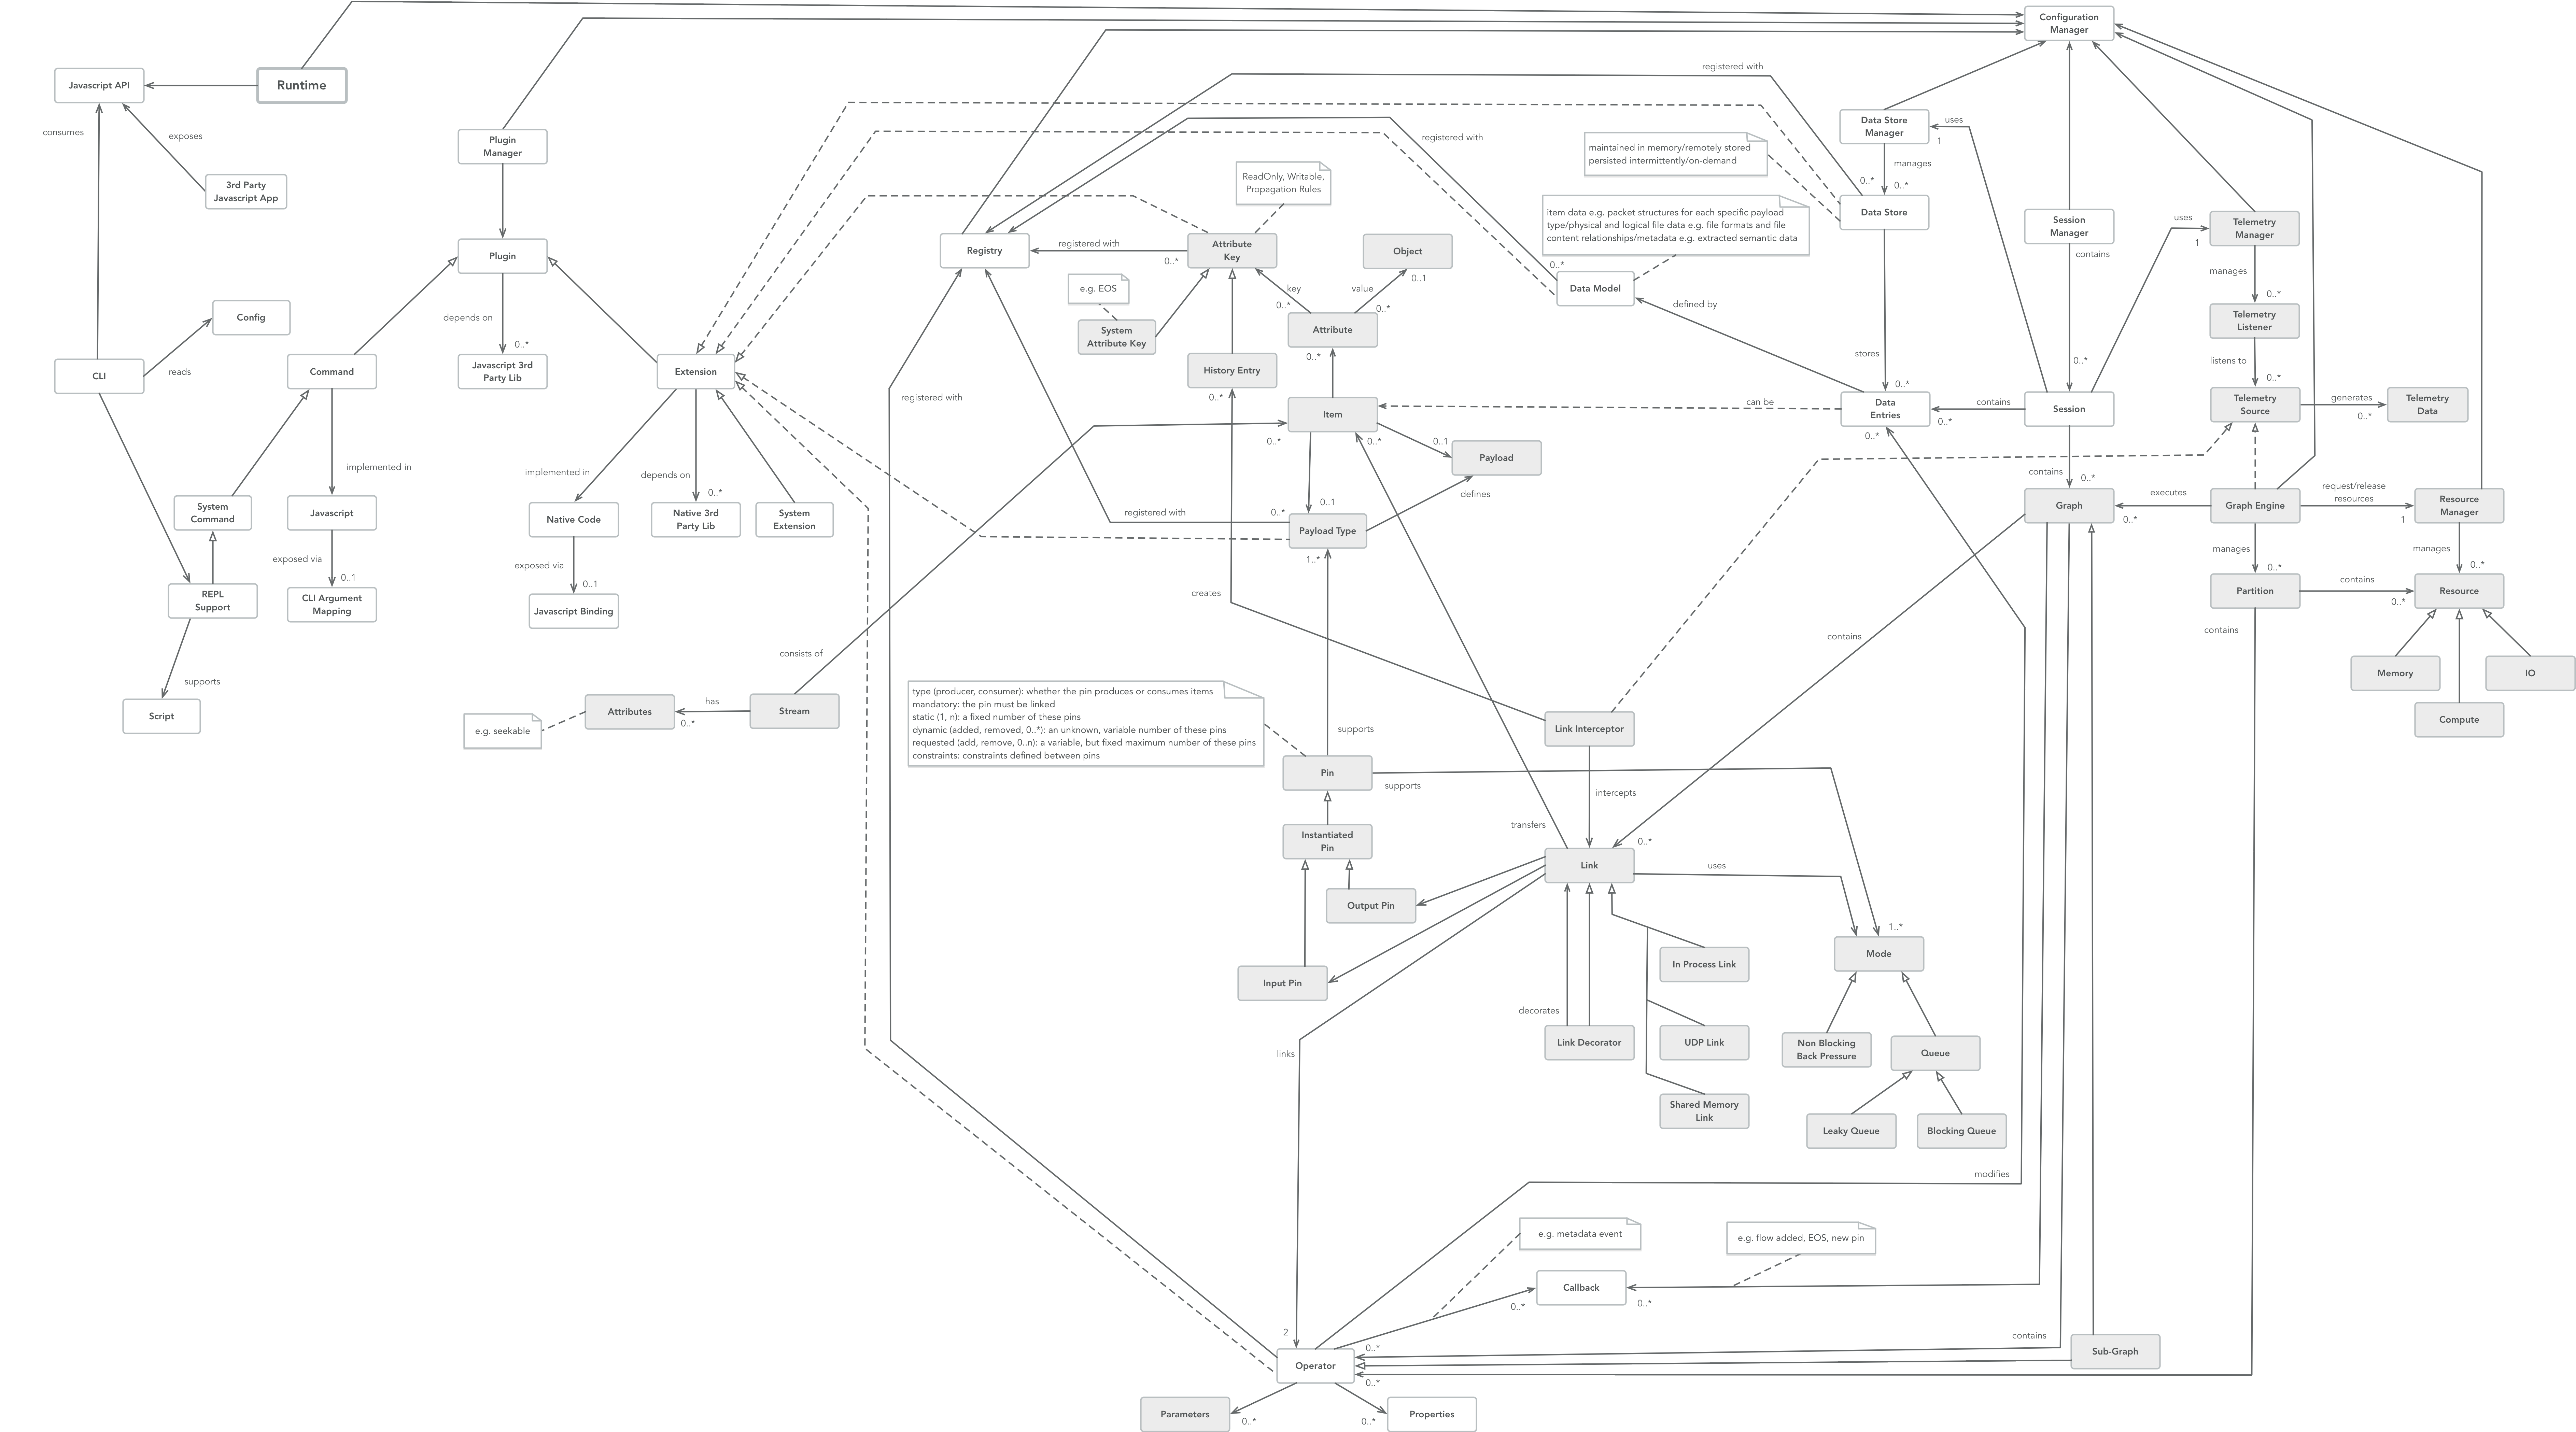 Configuration
Manager
Javascript API
Runtime
consumes
exposes
3rd Party
Javascript App
Plugin
Manager
Plugin
Config
CLI
reads
Command
depends on
0..*
Javascript 3rd
Party Lib
Extension
implemented in
System
Command
Javascript
exposed via
0..1
CLI Argument
Mapping
REPL
Support
supports
Script
implemented in
depends on
0..*
Native Code
Native 3rd
Party Lib
System
Extension
exposed via
0..1
Javascript Binding
consists of
Attributes
has
0..*
Stream
e.g. seekable
registered with
registered with
ReadOnly, Writable,
Propagation Rules
Registry
registered with
0..*
Attribute
Key
Object
0..1
e.g. EOS
key
value
0..*
0..*
System
Attribute Key
Attribute
0..*
History Entry
0..*
registered with
Item
0..*
0..*
0..1
Payload
defines
0..1
registered with
0..*
Payload Type
1..*
creates
maintained in memory/remotely stored
persisted intermittently/on-demand
item data e.g. packet structures for each specific payload
type/physical and logical file data e.g. file formats and file
content relationships/metadata e.g. extracted semantic data
0..*
Data Model
defined by
Data Store
Manager
uses
1
manages
0..*
0..*
Data Store
stores
0..*
can be
Data
Entries
0..*
contains
0..*
Session
Manager
contains
0..*
Session
contains
0..*
Graph
uses
1
Telemetry
Manager
manages
0..*
Telemetry
Listener
listens to
0..*
Telemetry
Source
generates
0..*
Telemetry
Data
executes
0..*
Graph Engine
request/release
resources
1
Resource
Manager
manages
0..*
manages
0..*
Partition
contains
0..*
Resource
contains
Memory
IO
Compute
contains
type (producer, consumer): whether the pin produces or consumes items
mandatory: the pin must be linked
static (1, n): a fixed number of these pins
dynamic (added, removed, 0..*): an unknown, variable number of these pins
requested (add, remove, 0..n): a variable, but fixed maximum number of these pins
constraints: constraints defined between pins
supports
Link Interceptor
Pin
supports
intercepts
Instantiated
Pin
transfers
0..*
Link
uses
Output Pin
Input Pin
1..*
Mode
In Process Link
decorates
Link Decorator
UDP Link
Non Blocking
Back Pressure
Queue
links
Shared Memory
Link
Leaky Queue
Blocking Queue
modifies
e.g. metadata event
e.g. flow added, EOS, new pin
Callback
0..*
0..*
2
contains
0..*
Operator
Sub-Graph
0..*
Parameters
0..*
0..*
Properties